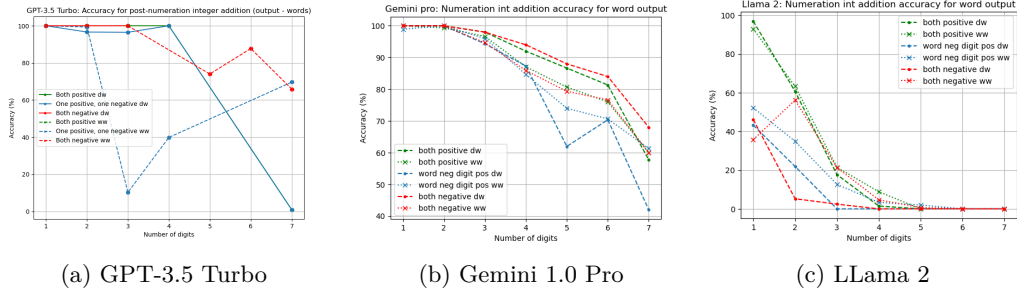 GPT-3.5 Turbo: Accuracy for post-numeration integer addition (output - words)
Accuracy (%)
100
80
60
40
20
0
Both positive dw
One positive, one negative dw
Both negative dw
Both positive ww
One positive, one negative ww
Both negative ww
1 2 3 4 5 6 7
Number of digits
(a) GPT-3.5 Turbo
Gemini pro: Numeration int addition accuracy for word output
Accuracy (%)
100
90
80
70
60
50
40
both positive dw
both positive ww
word neg digit pos dw
word neg digit pos ww
both negative dw
both negative ww
1 2 3 4 5 6 7
Number of digits
(b) Gemini 1.0 Pro
Llama 2: Numeration int addition accuracy for word output
Accuracy (%)
100
80
60
40
20
0
both positive dw
both positive ww
word neg digit pos dw
word neg digit pos ww
both negative dw
both negative ww
1 2 3 4 5 6 7
Number of digits
(c) LLama 2